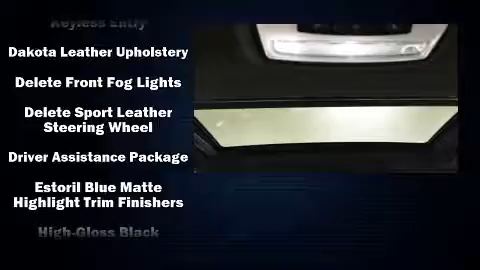 Keyless Entry
Dakota Leather Upholstery
Delete Front Fog Lights
Delete Sport Leather
Steering Wheel
Driver Assistance Package
Estoril Blue Matte
Highlight Trim Finishers
High-Gloss Black